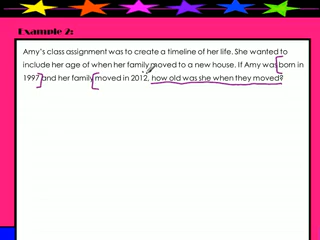 Example 2:
Amy's class assignment was to create a timeline of her life. She wanted to
include her age of when her family moved to a new house. If Amy was born in
1997 and her family moved in 2012, how old was she when they moved?